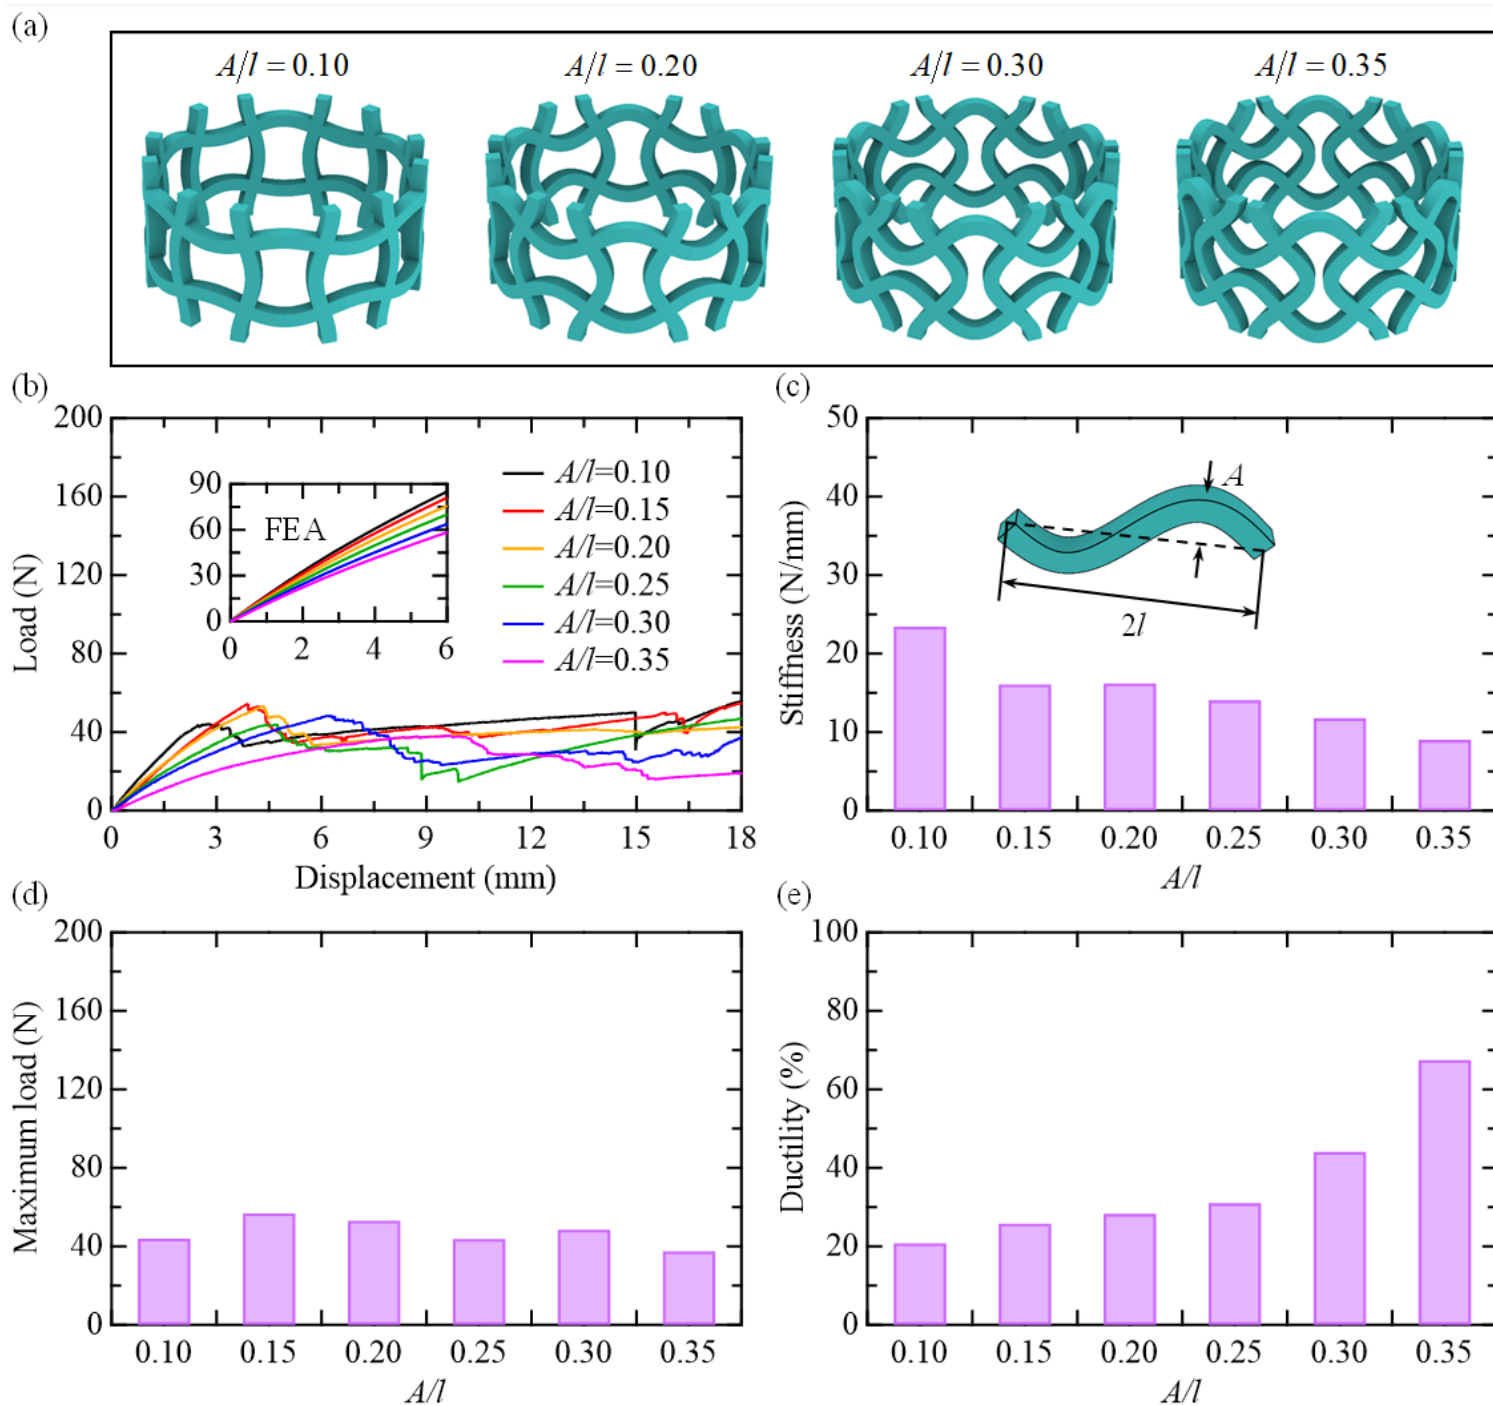 (a)
A/l = 0.10
A/l = 0.20
A/l = 0.30
A/l = 0.35
(b)
200
160
120
80
40
0
Load (N)
0
3
6
9
12
15
18
Displacement (mm)
90
60
30
0
FEA
0
2
4
6
A/l=0.10
A/l=0.15
A/l=0.20
A/l=0.25
A/l=0.30
A/l=0.35
(c)
50
40
30
20
10
0
Stiffness (N/mm)
A
2l
0.10
0.15
0.20
0.25
0.30
0.35
A/l
(d)
200
160
120
80
40
0
Maximum load (N)
0.10
0.15
0.20
0.25
0.30
0.35
A/l
(e)
100
80
60
40
20
0
Ductility (%)
0.10
0.15
0.20
0.25
0.30
0.35
A/l